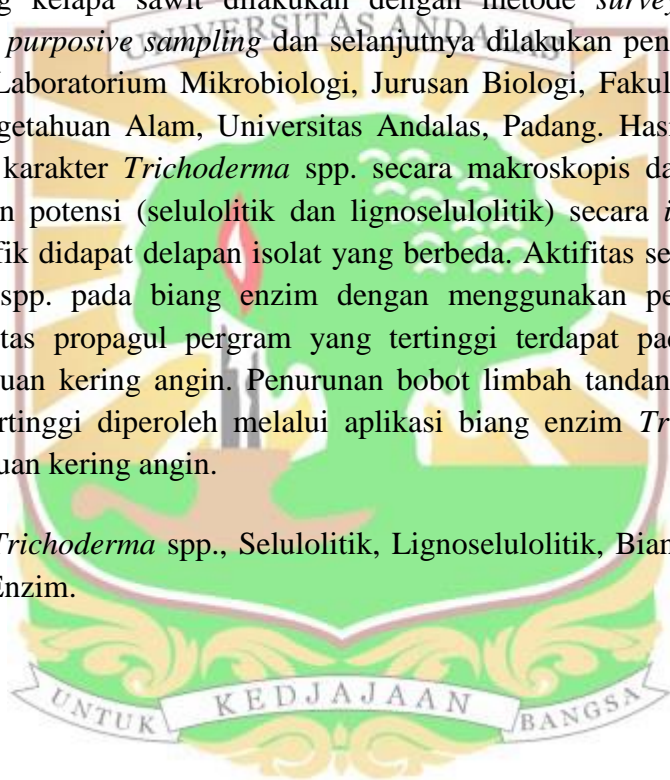 UNIVERSITAS ANDALAS
kelapa sawit dilakukan dengan metode survey
purposive sampling dan selanjutnya dilakukan pen
Laboratorium Mikrobiologi, Jurusan Biologi, Fakul
getahuan Alam, Universitas Andalas, Padang. Has
karakter Trichoderma spp. secara makroskopis da
n potensi (selulolitik dan lignoselulolitik) secara i
fik didapat delapan isolat yang berbeda. Aktifitas se
spp. pada biang enzim dengan menggunakan pe
tas propagul pergram yang tertinggi terdapat pad
uan kering angin. Penurunan bobot limbah tandan
ertinggi diperoleh melalui aplikasi biang enzim Tr
uan kering angin.
Trichoderma spp., Selulolitik, Lignoselulolitik, Bian
Enzim.
UNTUK KEDJAJAAN BANGSA